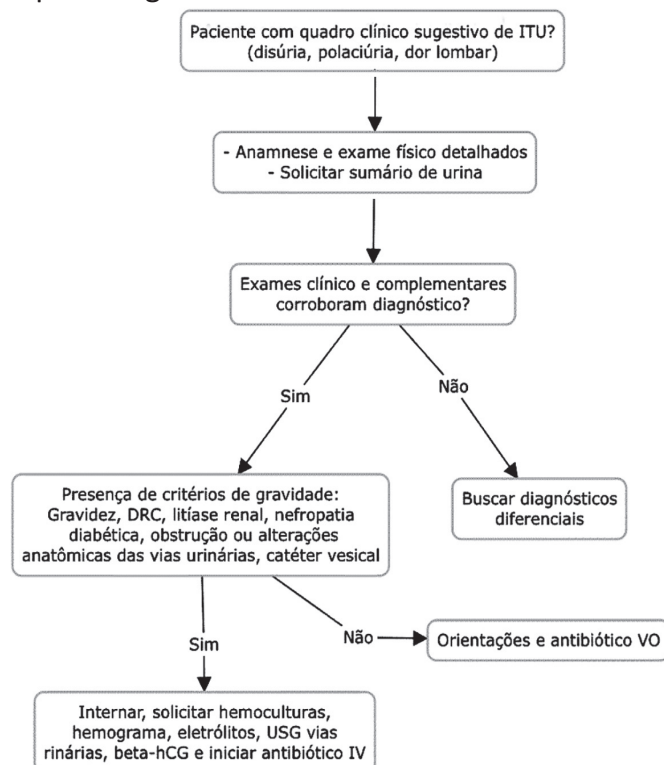 Paciente com quadro clínico sugestivo de ITU?
(disúria, polaciúria, dor lombar)
- Anamnese e exame físico detalhados
- Solicitar sumário de urina
Exames clínico e complementares
corroboram diagnóstico?
Sim
Não
Presença de critérios de gravidade:
Gravidez, DRC, litíase renal, nefropatia
diabética, obstrução ou alterações
anatômicas das vias urinárias, catéter vesical
Buscar diagnósticos
diferenciais
Sim
Não
Orientações e antibiótico VO
Internar, solicitar hemoculturas,
hemograma, eletrólitos, USG vias
rinárias, beta-hCG e iniciar antibiótico IV